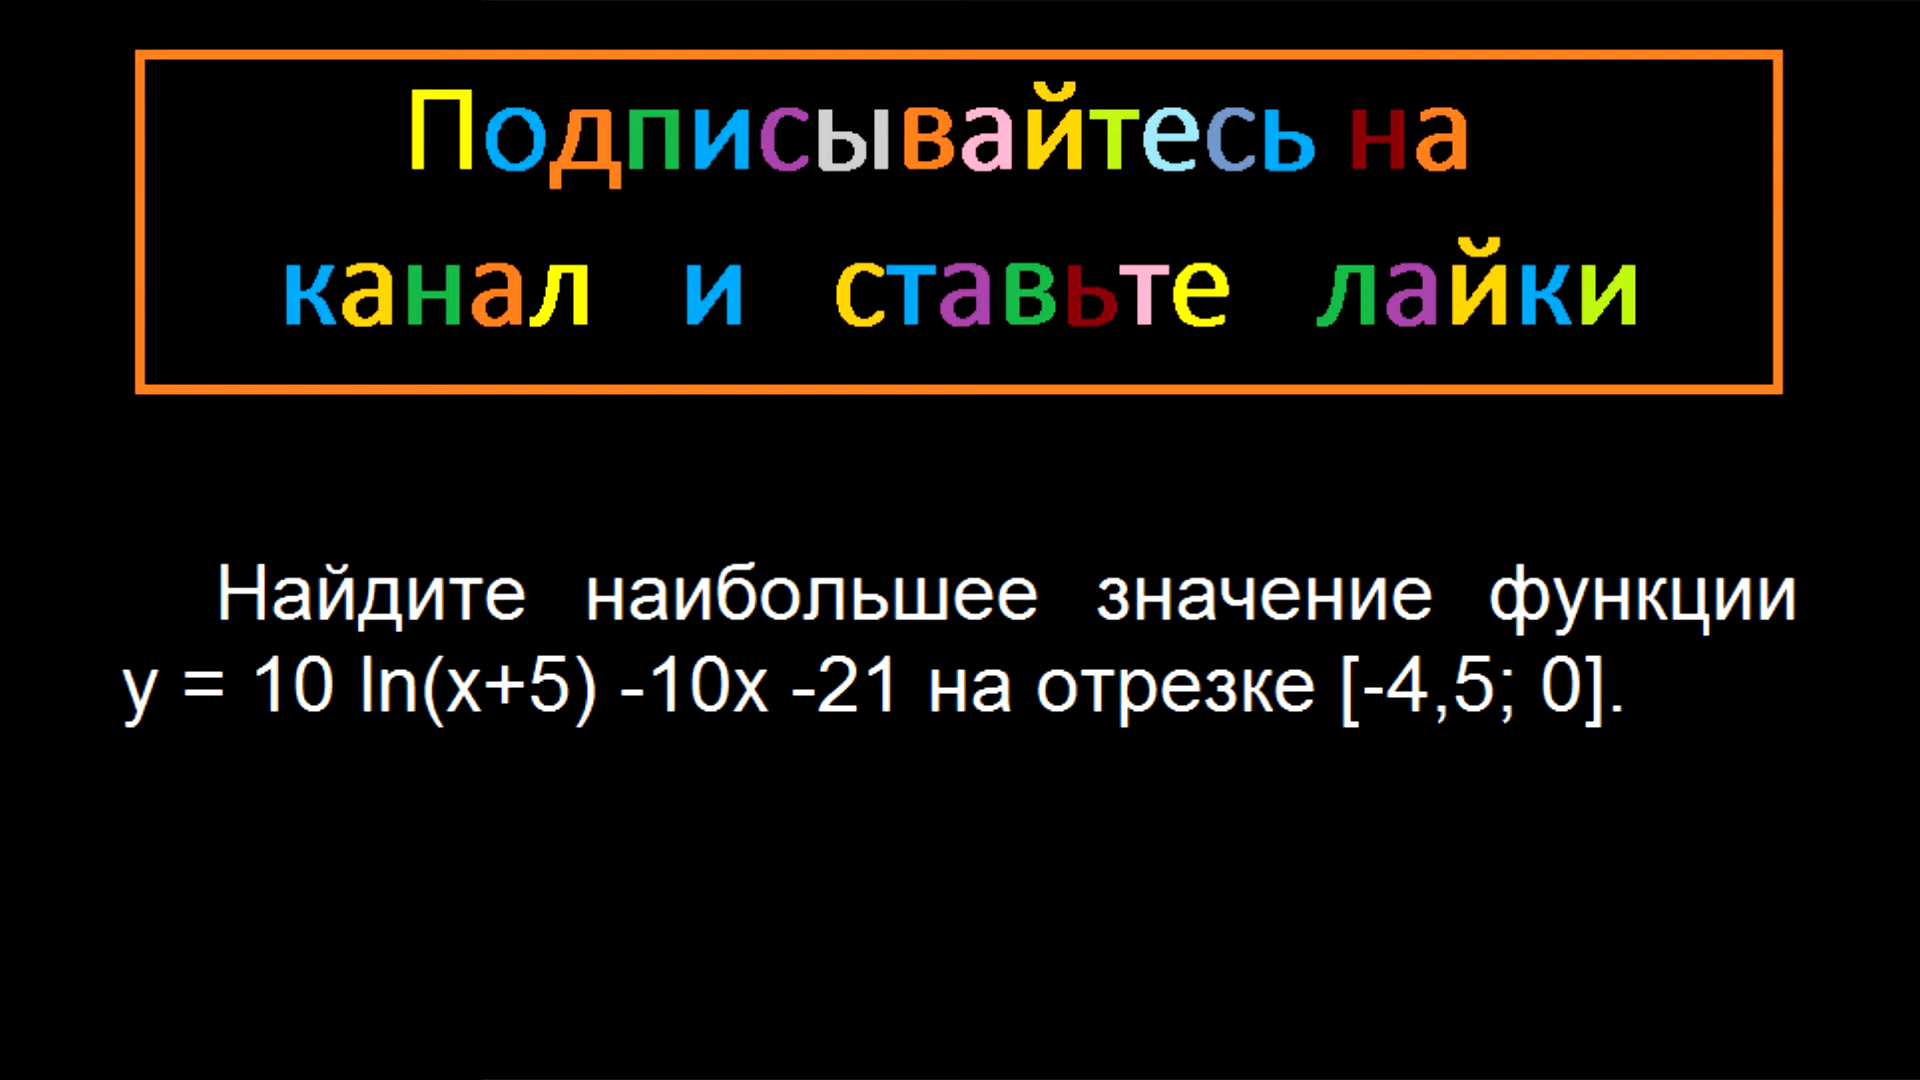 Подписывайтесь на
канал и ставьте лайки
Найдите наибольшее значение функции
y = 10 ln(x+5) -10x -21 на отрезке [-4,5; 0].